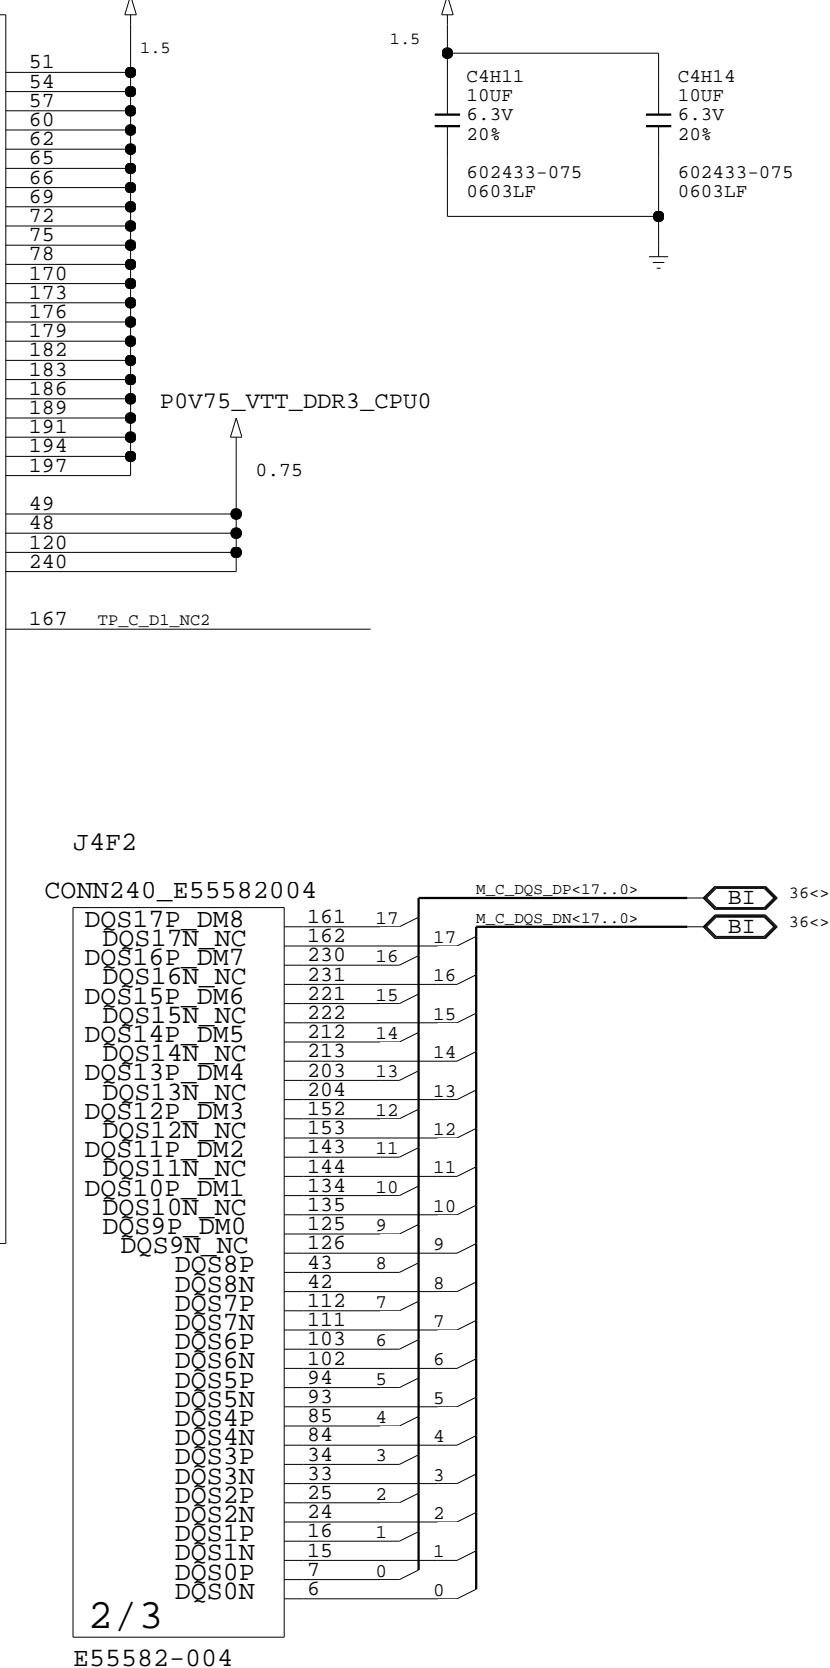 1.5
51
54
57
60
62
65
66
69
72
75
78
170
173
176
179
182
183
186
189
191
194
197
1.5
C4H11
10UF
6.3V
20%
602433-075
0603LF
C4H14
10UF
6.3V
20%
602433-075
0603LF
P0V75_VTT_DDR3_CPU0
0.75
49
48
120
240
167 TP_C_D1_NC2
J4F2
CONN240_E55582004
M_C_DQS_DP<17..0> BI 36<>
M_C_DQS_DN<17..0> BI 36<>
DQS17P_DM8 161 17
DQS17N_NC 162 17
DQS16P_DM7 230 16
DQS16N_NC 231 16
DQS15P_DM6 221 15
DQS15N_NC 222 15
DQS14P_DM5 212 14
DQS14N_NC 213 14
DQS13P_DM4 203 13
DQS13N_NC 204 13
DQS12P_DM3 152 12
DQS12N_NC 153 12
DQS11P_DM2 143 11
DQS11N_NC 144 11
DQS10P_DM1 134 10
DQS10N_NC 135 10
DQS9P_DM0 125 9
DQS9N_NC 126 9
DQS8P 43 8
DQS8N 42 8
DQS7P 112 7
DQS7N 111 7
DQS6P 103 6
DQS6N 102 6
DQS5P 94 5
DQS5N 93 5
DQS4P 85 4
DQS4N 84 4
DQS3P 34 3
DQS3N 33 3
DQS2P 25 2
DQS2N 24 2
DQS1P 16 1
DQS1N 15 1
DQS0P 7 0
DQS0N 6 0
2/3
E55582-004